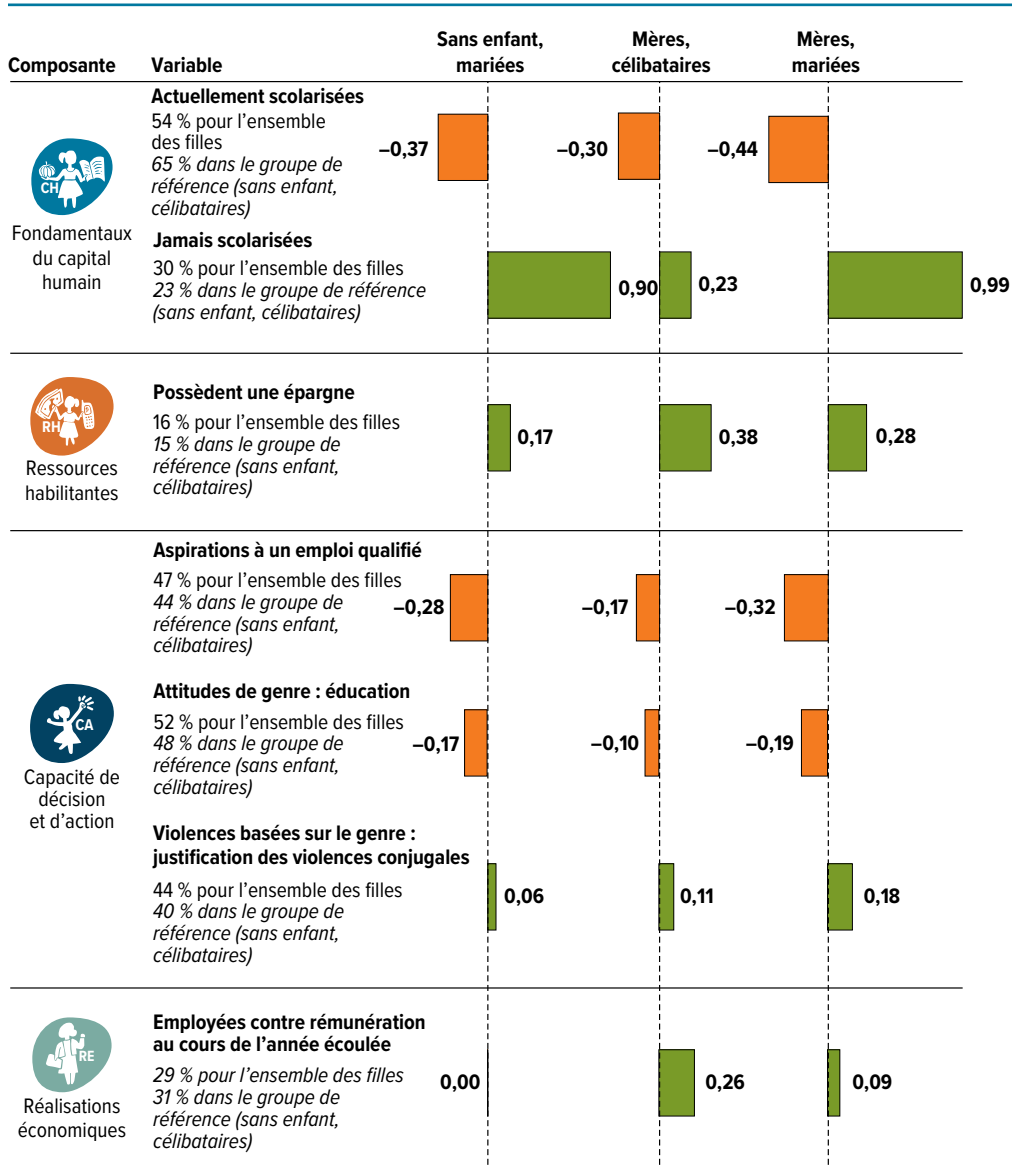 Composante
Variable
Sans enfant,
mariées
Mères,
célibataires
Mères,
mariées
CH
Fondamentaux
du capital
humain
Actuellement scolarisées
54 % pour l'ensemble
des filles
65 % dans le groupe de
référence (sans enfant,
célibataires)
–0,37
–0,30
–0,44
Jamais scolarisées
30 % pour l'ensemble des filles
23 % dans le groupe de référence
(sans enfant, célibataires)
0,90
0,23
0,99
RH
Ressources
habilitantes
Possèdent une épargne
16 % pour l'ensemble des filles
15 % dans le groupe de
référence (sans enfant,
célibataires)
0,17
0,38
0,28
CA
Capacité de
décision
et d'action
Aspirations à un emploi qualifié
47 % pour l'ensemble des filles
44 % dans le groupe de
référence (sans enfant,
célibataires)
–0,28
–0,17
–0,32
Attitudes de genre : éducation
52 % pour l'ensemble des filles
48 % dans le groupe de
référence (sans enfant,
célibataires)
–0,17
–0,10
–0,19
Violences basées sur le genre :
justification des violences conjugales
44 % pour l'ensemble des filles
40 % dans le groupe de
référence (sans enfant,
célibataires)
0,06
0,11
0,18
RE
Réalisations
économiques
Employées contre rémunération
au cours de l'année écoulée
29 % pour l'ensemble des filles
31 % dans le groupe de
référence (sans enfant,
célibataires)
0,00
0,26
0,09